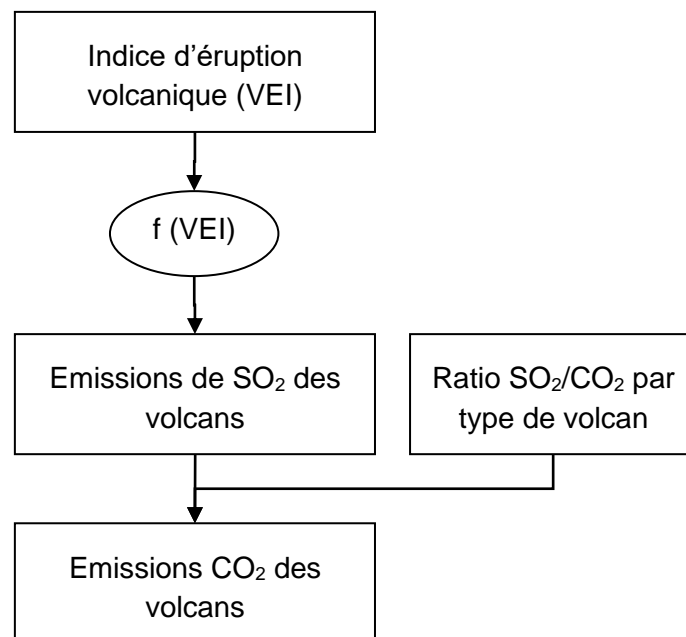 Indice d’éruption
volcanique (VEI)
f (VEI)
Emissions de SO₂ des
volcans
Ratio SO₂/CO₂ par
type de volcan
Emissions CO₂ des
volcans